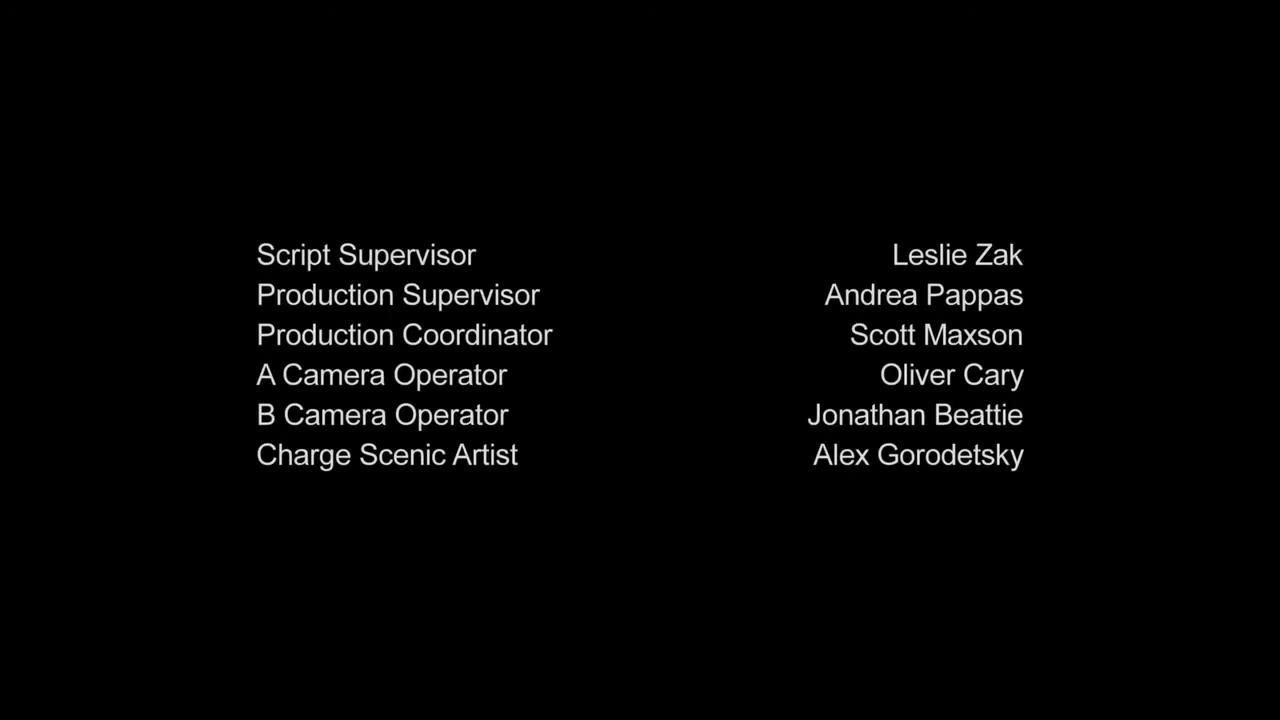 Script Supervisor Leslie Zak
Production Supervisor Andrea Pappas
Production Coordinator Scott Maxson
A Camera Operator Oliver Cary
B Camera Operator Jonathan Beattie
Charge Scenic Artist Alex Gorodetsky